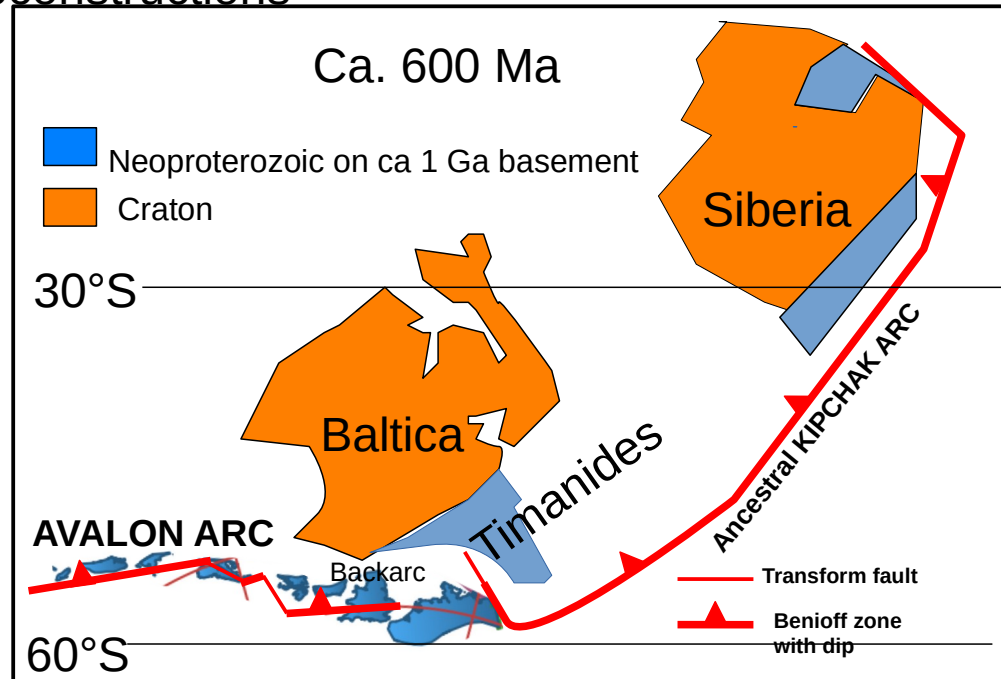 Ca. 600 Ma
Neoproterozoic on ca 1 Ga basement
Craton
Siberia
30°S
Baltica
Timanides
Ancestral KIPCHAK ARC
AVALON ARC
Backarc
Transform fault
Benioff zone
with dip
60°S